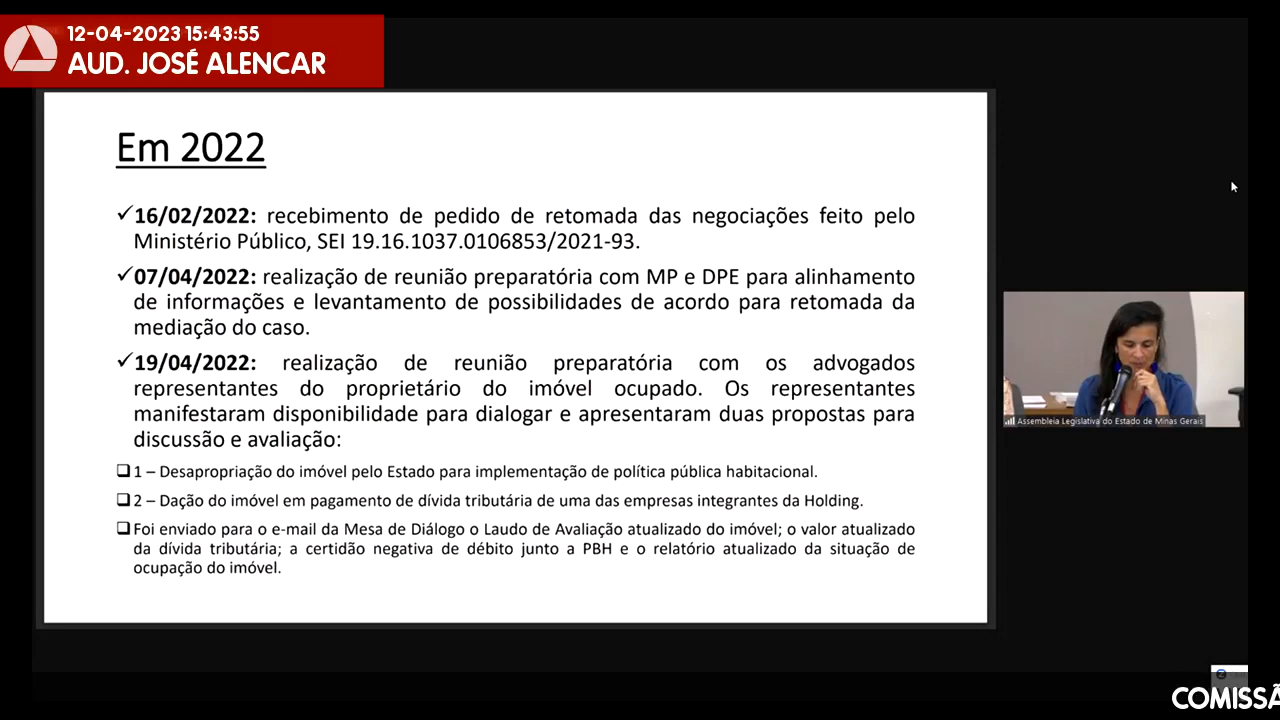 12-04-2023 15:43:55
AUD. JOSÉ ALENCAR
Em 2022
✓16/02/2022: recebimento de pedido de retomada das negociações feito pelo
Ministério Público, SEI 19.16.1037.0106853/2021-93.
✓07/04/2022: realização de reunião preparatória com MP e DPE para alinhamento
de informações e levantamento de possibilidades de acordo para retomada da
mediação do caso.
✓19/04/2022: realização de reunião preparatória com os advogados
representantes do proprietário do imóvel ocupado. Os representantes
manifestaram disponibilidade para dialogar e apresentaram duas propostas para
discussão e avaliação:
❑1 – Desapropriação do imóvel pelo Estado para implementação de política pública habitacional.
❑2 – Dação do imóvel em pagamento de dívida tributária de uma das empresas integrantes da Holding.
❑Foi enviado para o e-mail da Mesa de Diálogo o Laudo de Avaliação atualizado do imóvel; o valor atualizado
da dívida tributária; a certidão negativa de débito junto a PBH e o relatório atualizado da situação de
ocupação do imóvel.
Assembleia Legislativa do Estado de Minas Gerais
COMISSÃ